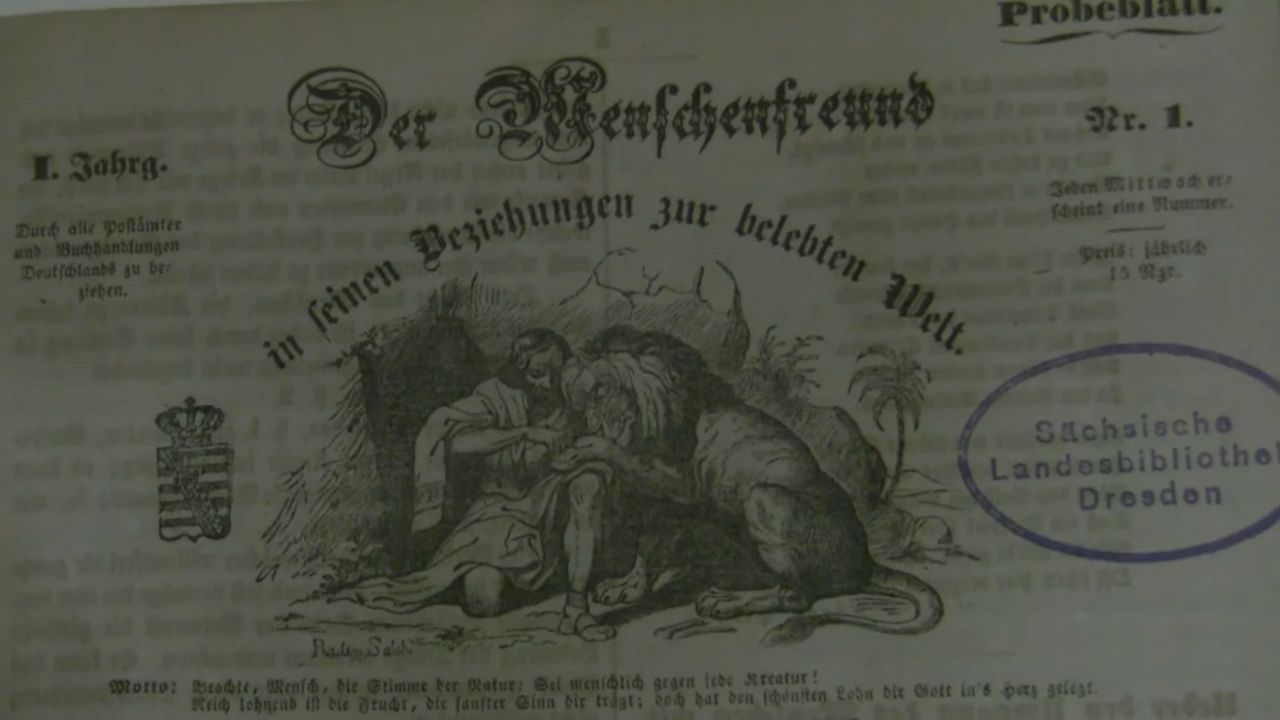 Probeblatt.
Der Menschenfreund
I. Jahrg.
Nr. 1.
Durch alle Postämter
und Buchhandlungen
Deutschlands zu be-
ziehen.
Jeden Mittwoch er-
scheint eine Nummer.
Preis: jährlich
15 Ngr.
in seinen Beziehungen zur belebten Welt.
Sächsische
Landesbibliothek
Dresden
Motto: Beachte, Mensch, die Stimme der Natur: Sei menschlich gegen jede Kreatur!
Reich lohnend ist die Frucht, die sanfter Sinn dir trägt; doch hat den schönsten Lohn dir Gott in's Herz gelegt.